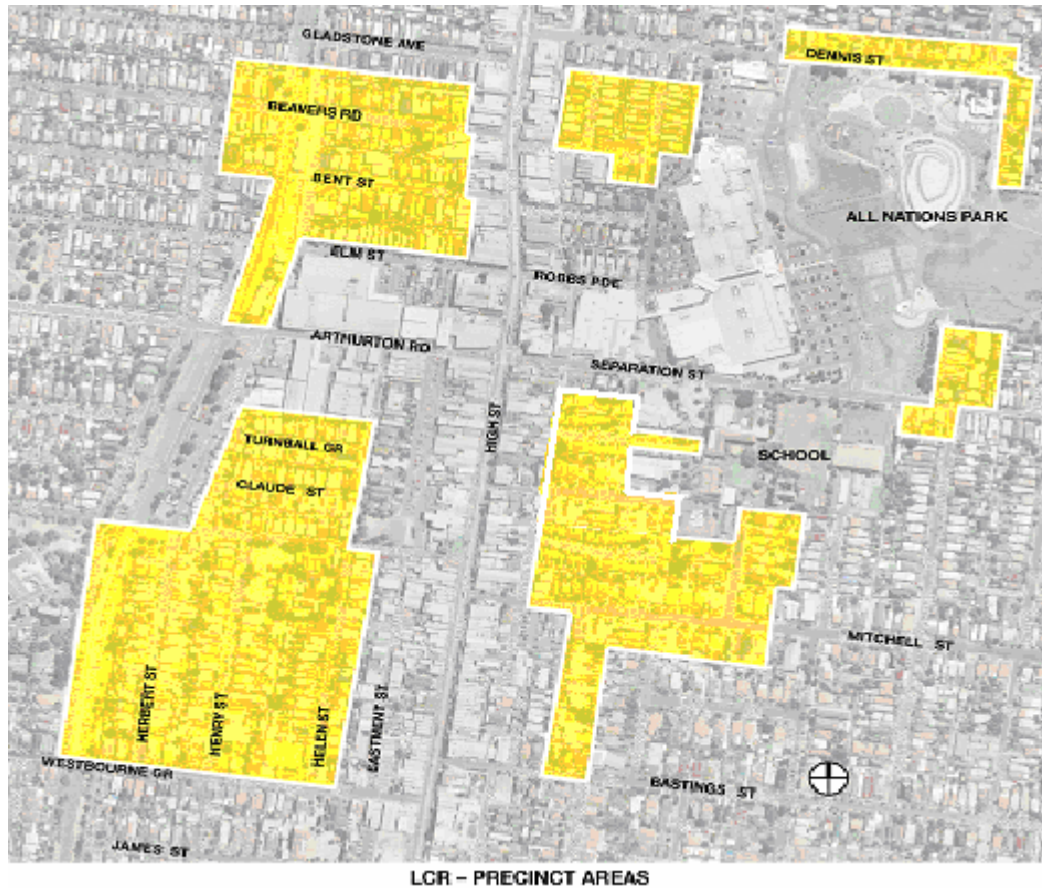 GLADSTONE AVE
DENNIS ST
BEAVERS RD
BENT ST
ALL NATIONS PARK
ELM ST
ROBBS PDE
ARTHURTON RD
SEPARATION ST
HIGH ST
TURNBALL GR
SCHOOL
CLAUDE ST
MITCHELL ST
HERBERT ST
HENRY ST
HELEN ST
EASTMENT ST
WESTBOURNE GR
BASTINGS ST
JAMES ST
LCR – PRECINCT AREAS